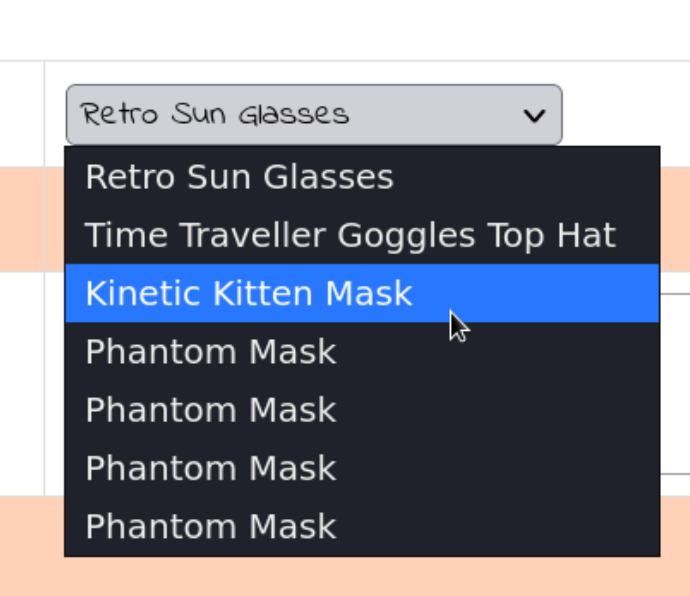 Retro Sun Glasses
Retro Sun Glasses
Time Traveller Goggles Top Hat
Kinetic Kitten Mask
Phantom Mask
Phantom Mask
Phantom Mask
Phantom Mask